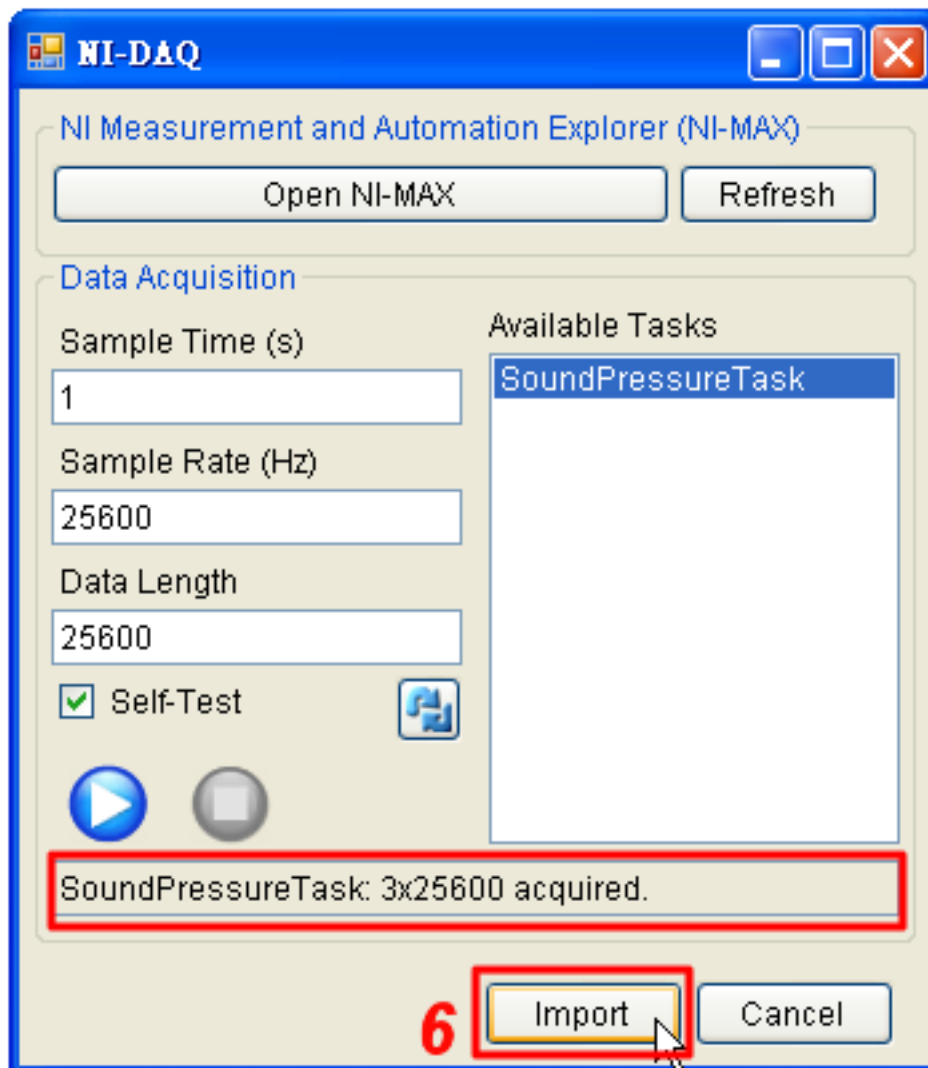 NI-DAQ
NI Measurement and Automation Explorer (NI-MAX)
Open NI-MAX
Refresh
Data Acquisition
Sample Time (s)
1
Sample Rate (Hz)
25600
Data Length
25600
Self-Test
Available Tasks
SoundPressureTask
SoundPressureTask: 3x25600 acquired.
6
Import
Cancel